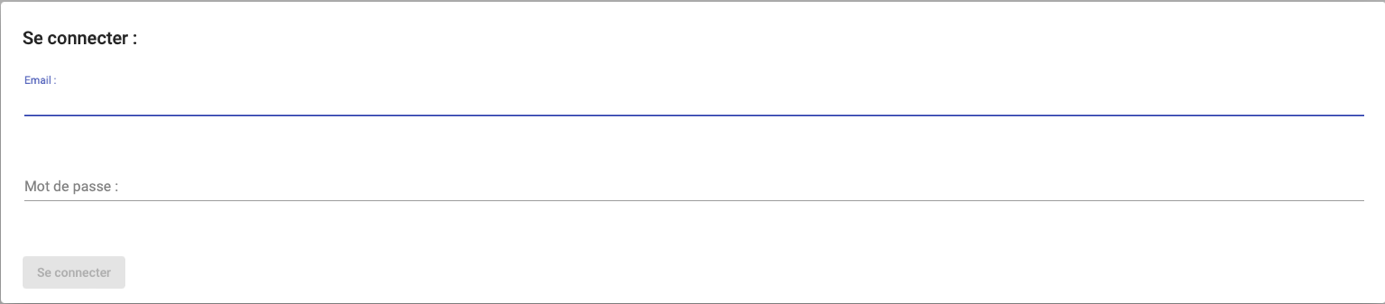 Se connecter :
Email :
Mot de passe :
Se connecter